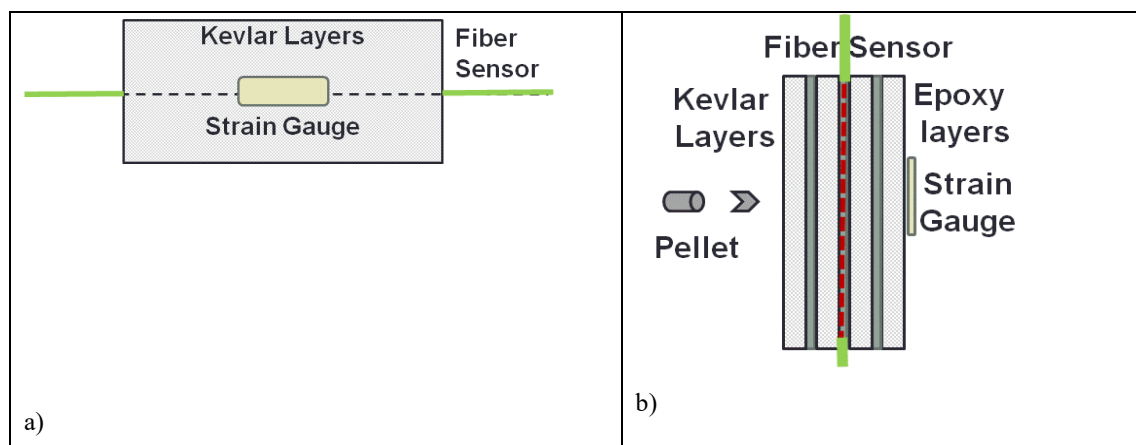 Kevlar Layers
Fiber
Sensor
Strain Gauge
a)
Fiber Sensor
Kevlar
Layers
Epoxy
layers
Pellet
Strain
Gauge
b)